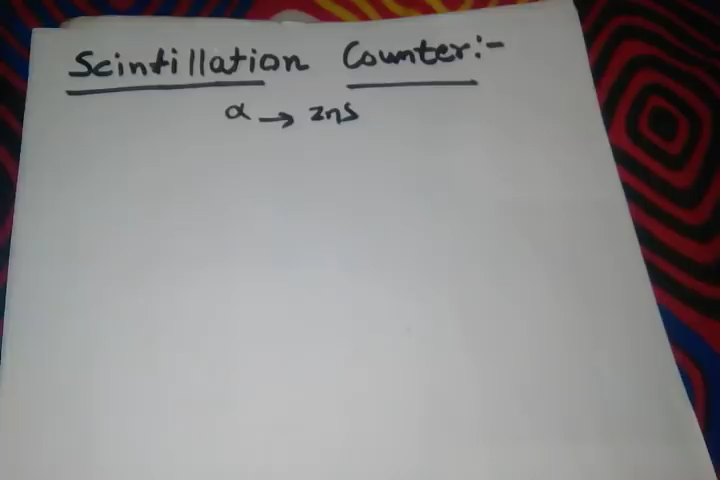 Scintillation Counter:-
α → ZnS